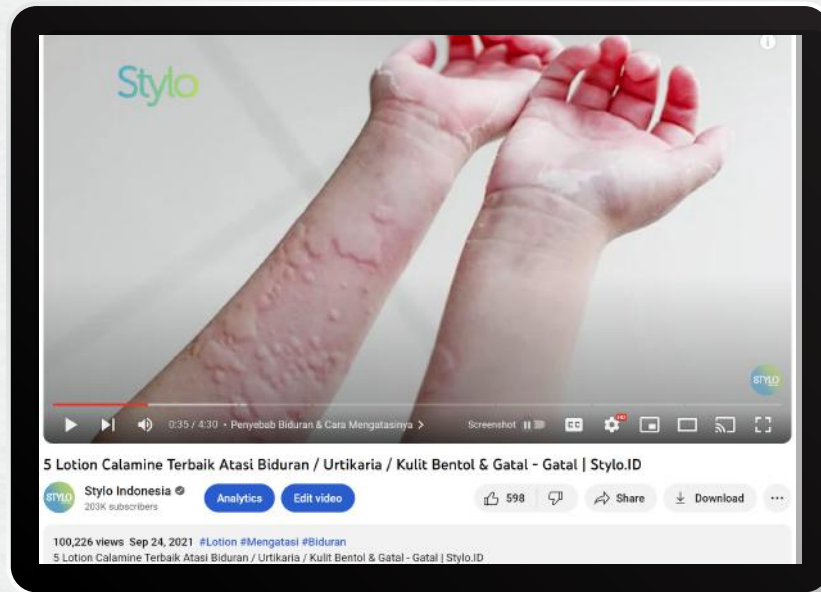 Stylo
STYLO
0:35 / 4:30 • Penyebab Biduran & Cara Mengatasinya >
Screenshot
CC
HD
5 Lotion Calamine Terbaik Atasi Biduran / Urtikaria / Kulit Bentol & Gatal - Gatal | Stylo.ID
STYLO
Stylo Indonesia
203K subscribers
Analytics
Edit video
598
Share
Download
100,226 views Sep 24, 2021 #Lotion #Mengatasi #Biduran
5 Lotion Calamine Terbaik Atasi Biduran / Urtikaria / Kulit Bentol & Gatal - Gatal | Stylo.ID